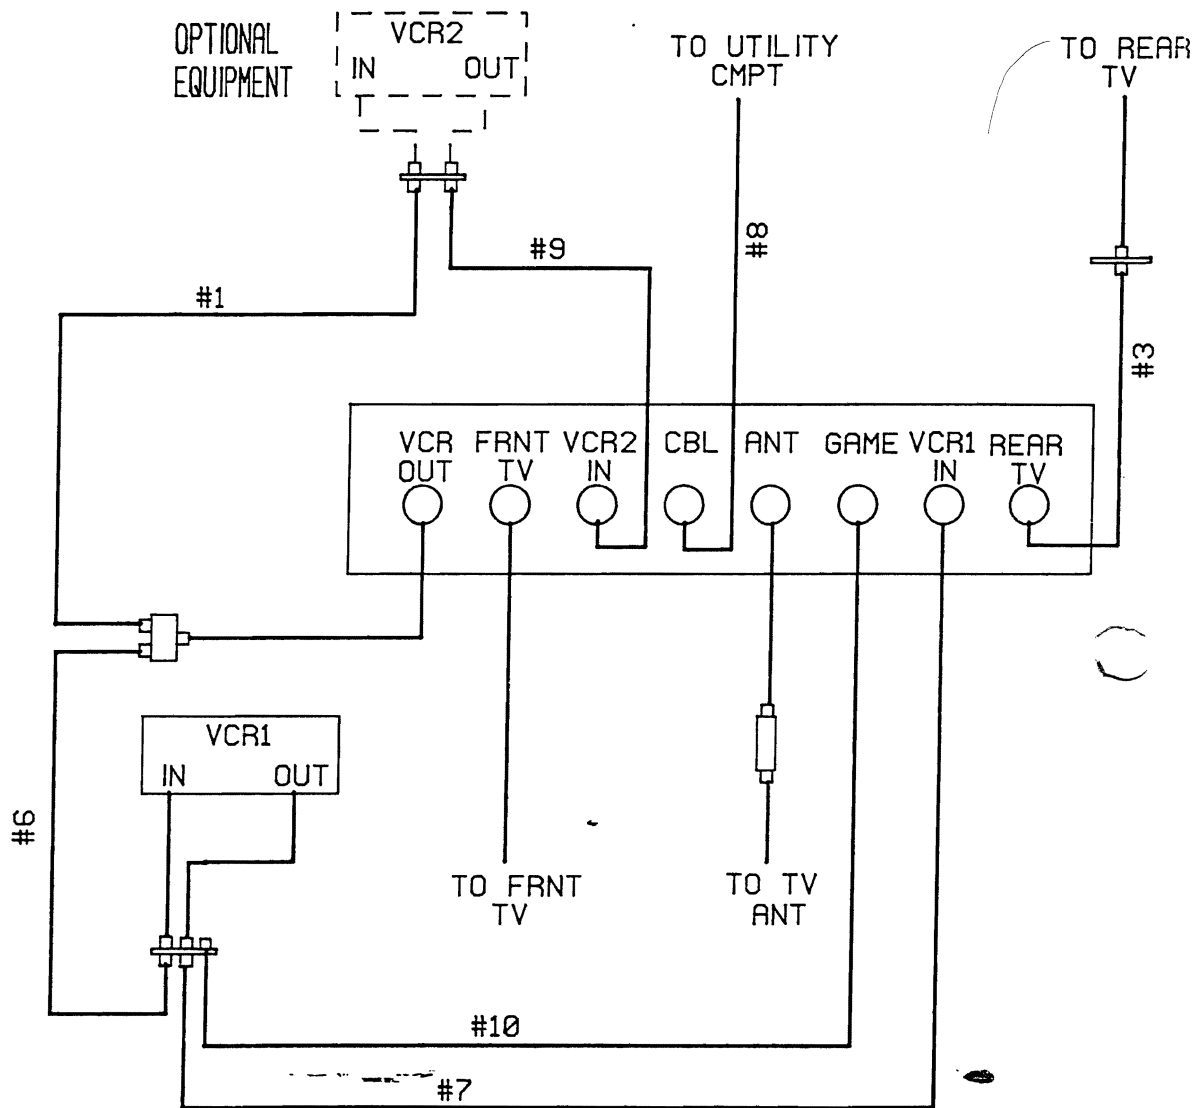 OPTIONAL
EQUIPMENT
VCR2
IN OUT
TO UTILITY
CMPT
TO REAR
TV
#9
#8
#1
#3
VCR
OUT
FRNT
TV
VCR2
IN
CBL
ANT
GAME
VCR1
IN
REAR
TV
VCR1
IN OUT
#6
TO FRNT
TV
TO TV
ANT
#10
#7